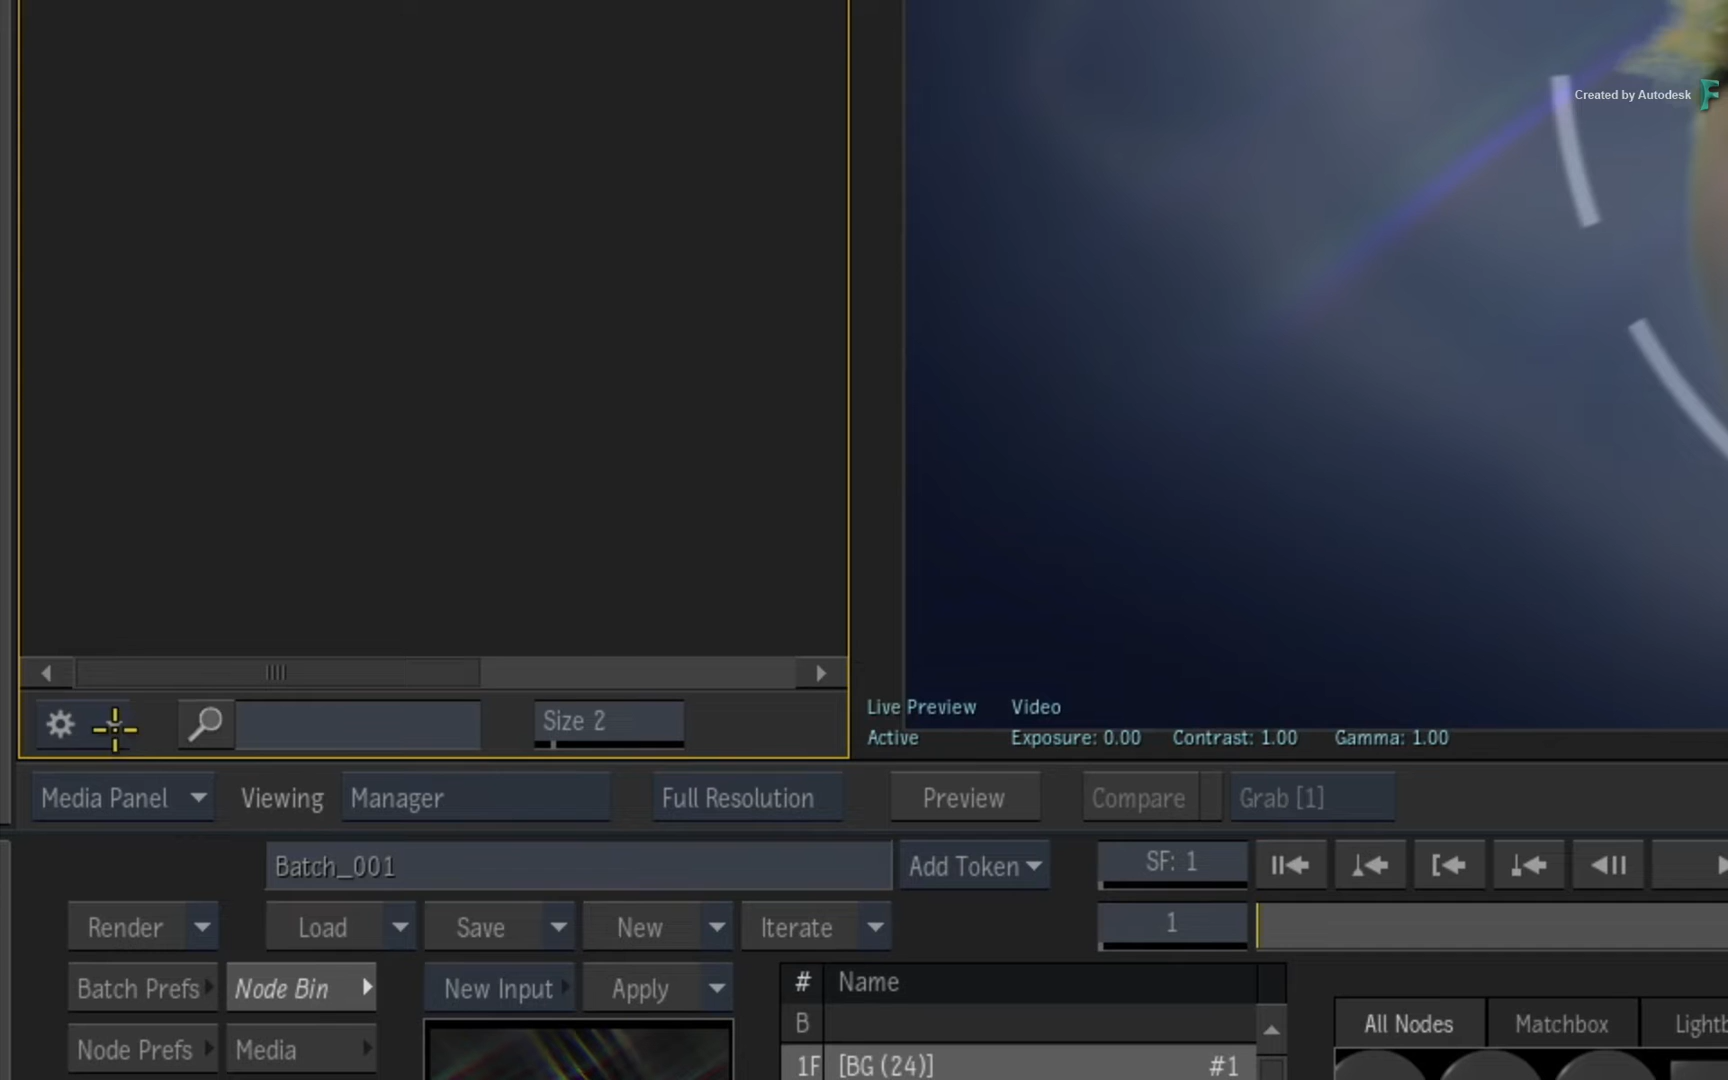 Created by Autodesk
Size 2
Live Preview Video
Active Exposure: 0.00 Contrast: 1.00 Gamma: 1.00
Media Panel Viewing Manager Full Resolution Preview Compare Grab [1]
Batch_001 Add Token SF: 1
Render Load Save New Iterate 1
Batch Prefs Node Bin New Input Apply # Name
B
All Nodes Matchbox
Node Prefs Media 1F [BG (24)] #1